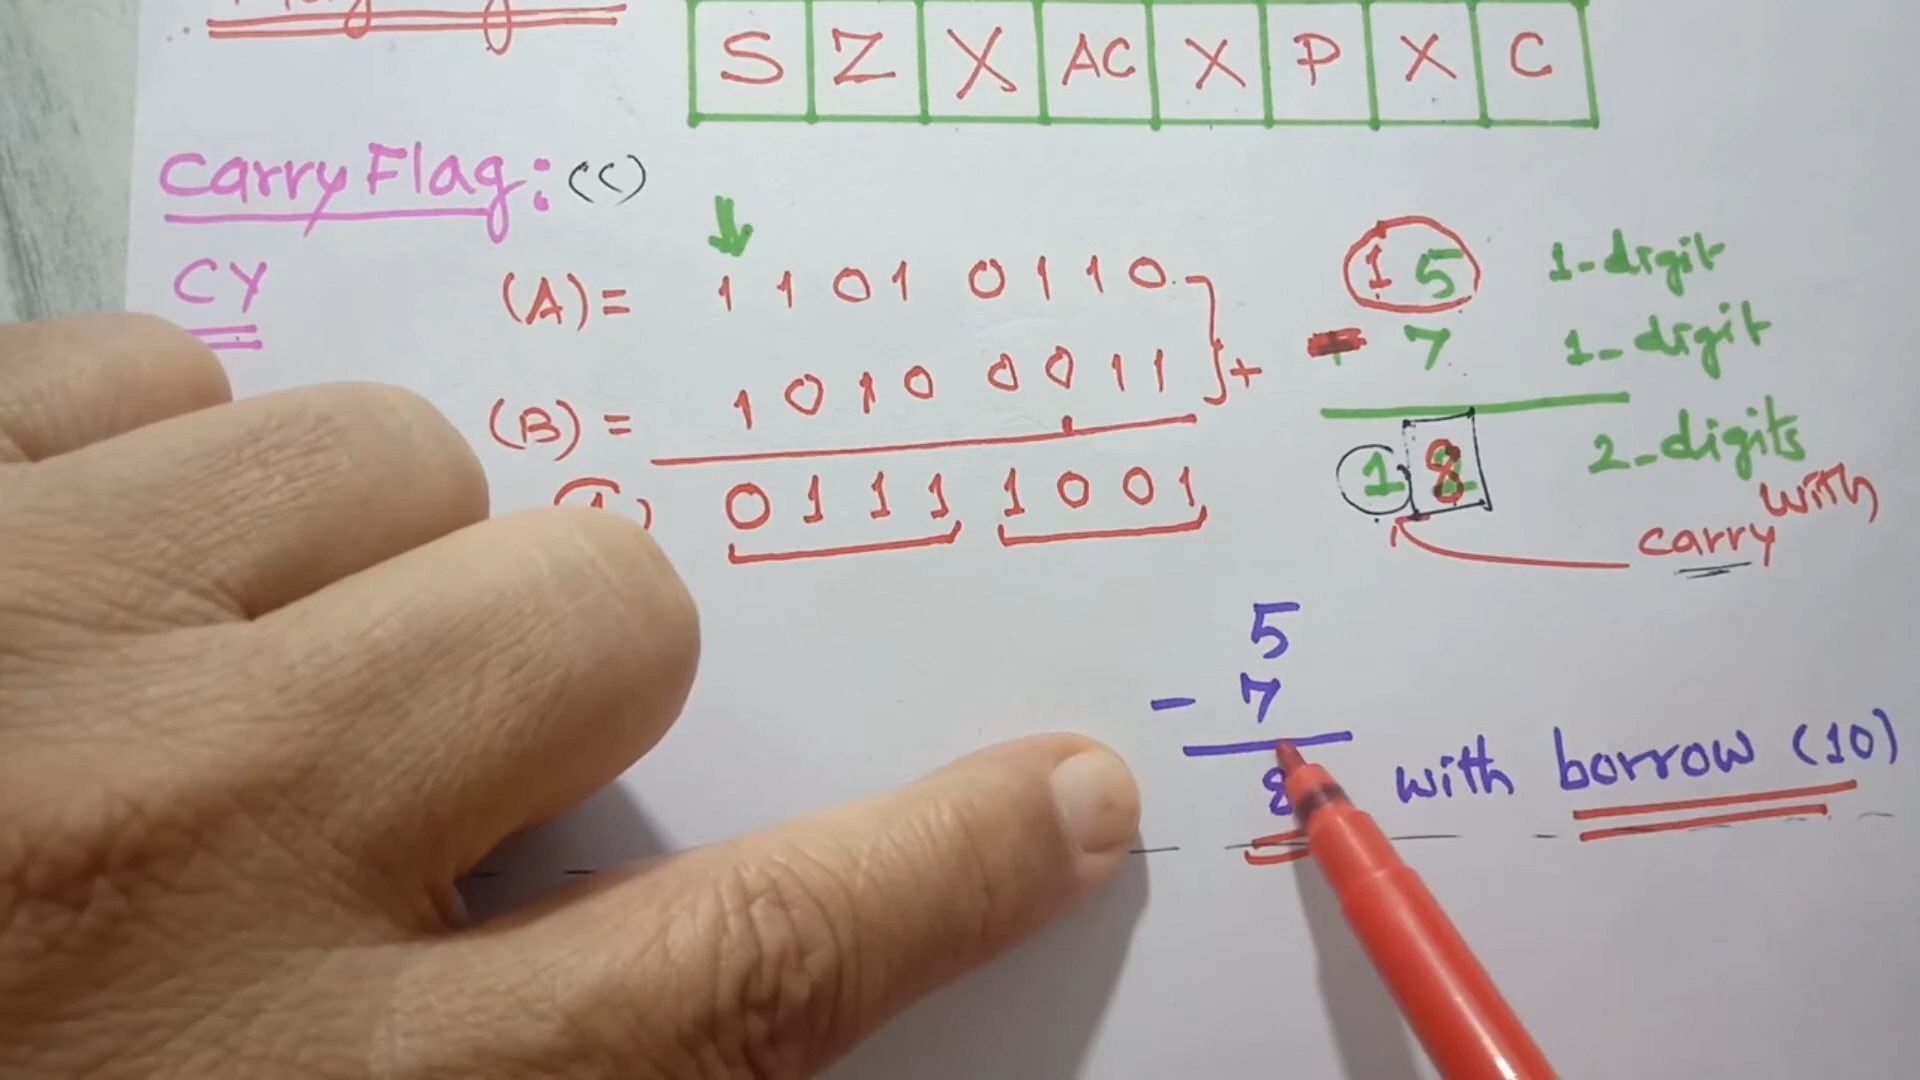 S Z X AC X P X C
Carry Flag: (C)
CY
(A) = 1 1 0 1 0 1 1 0 +
(B) = 1 0 1 0 0 0 1 1
0 1 1 1 1 0 0 1
1 5 1-digit
7 1-digit
1 8 2-digits
with
carry
5
- 7
8 with borrow (10)